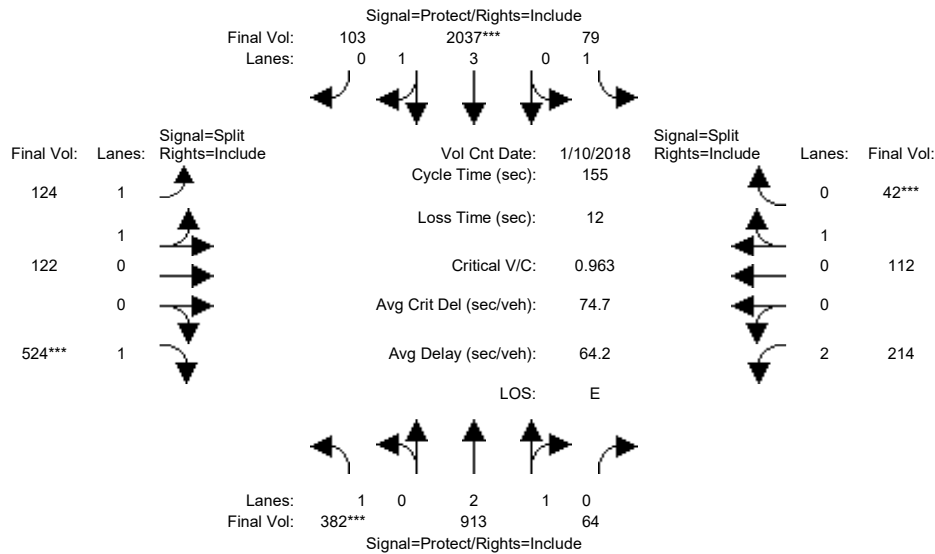 Signal=Protect/Rights=Include
Final Vol: 103 2037*** 79
Lanes: 0 1 3 0 1
Signal=Split
Final Vol: Lanes: Rights=Include
Vol Cnt Date: 1/10/2018
Signal=Split
Rights=Include Lanes: Final Vol:
Cycle Time (sec): 155
124 1
0 42***
Loss Time (sec): 12
1
1
122 0
Critical V/C: 0.963
0 112
0
Avg Crit Del (sec/veh): 74.7
0
524*** 1
Avg Delay (sec/veh): 64.2
2 214
LOS: E
Lanes: 1 0 2 1 0
Final Vol: 382*** 913 64
Signal=Protect/Rights=Include